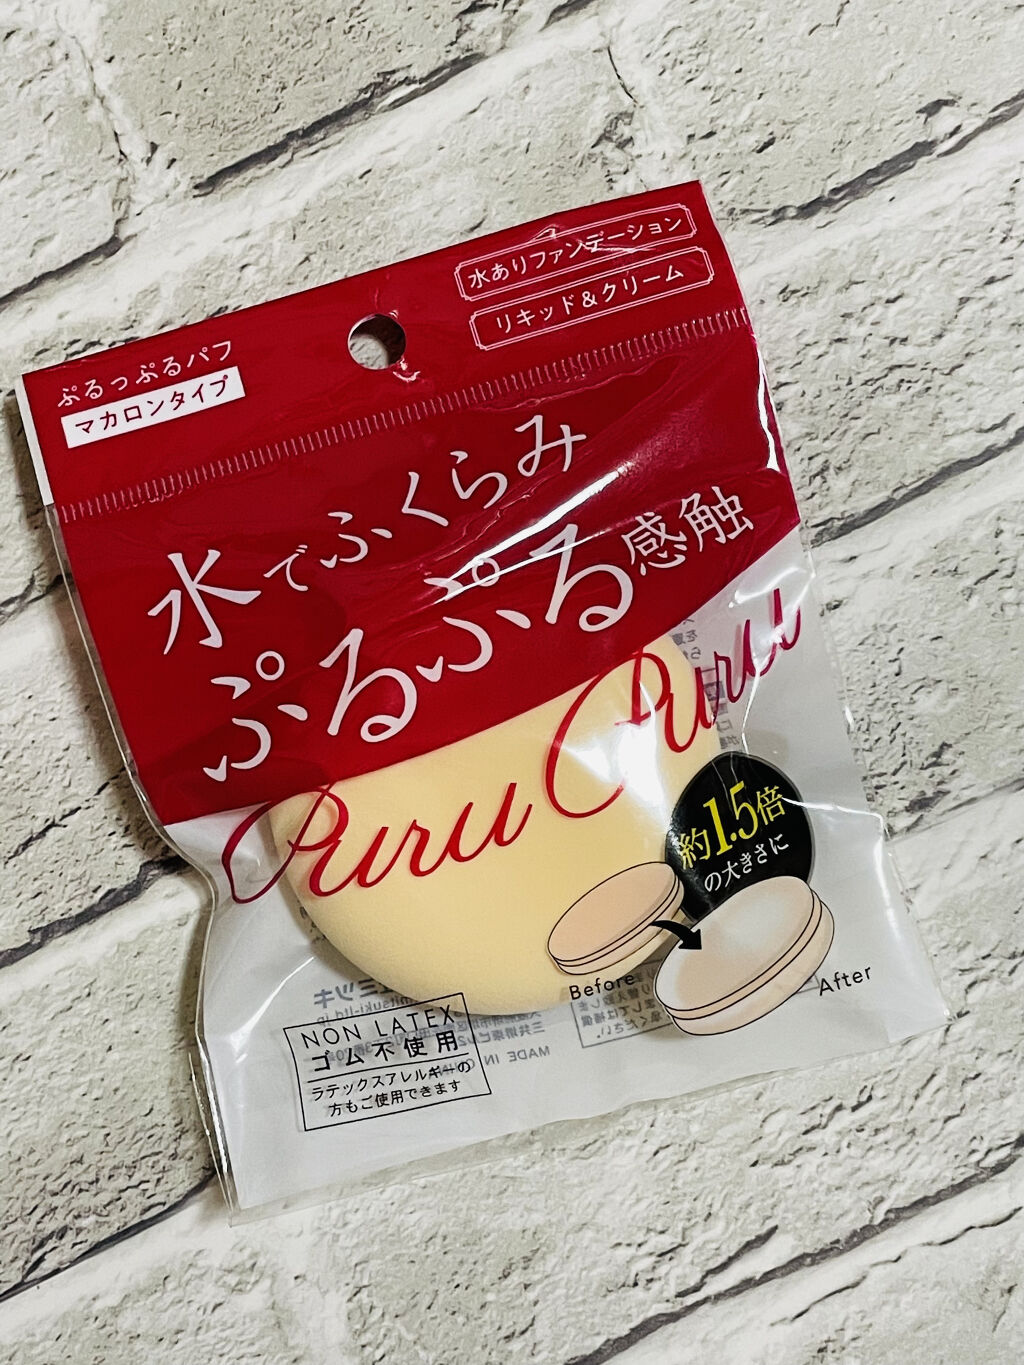 水ありファンデーション
リキッド＆クリーム
ぷるっぷるパフ
マカロンタイプ
水でふくらみ
ぷるぷる感触
Puru Puru
約1.5倍
の大きさに
Before
After
NON LATEX
ゴム不使用
ラテックスアレルギーの
方もご使用できます
MADE IN